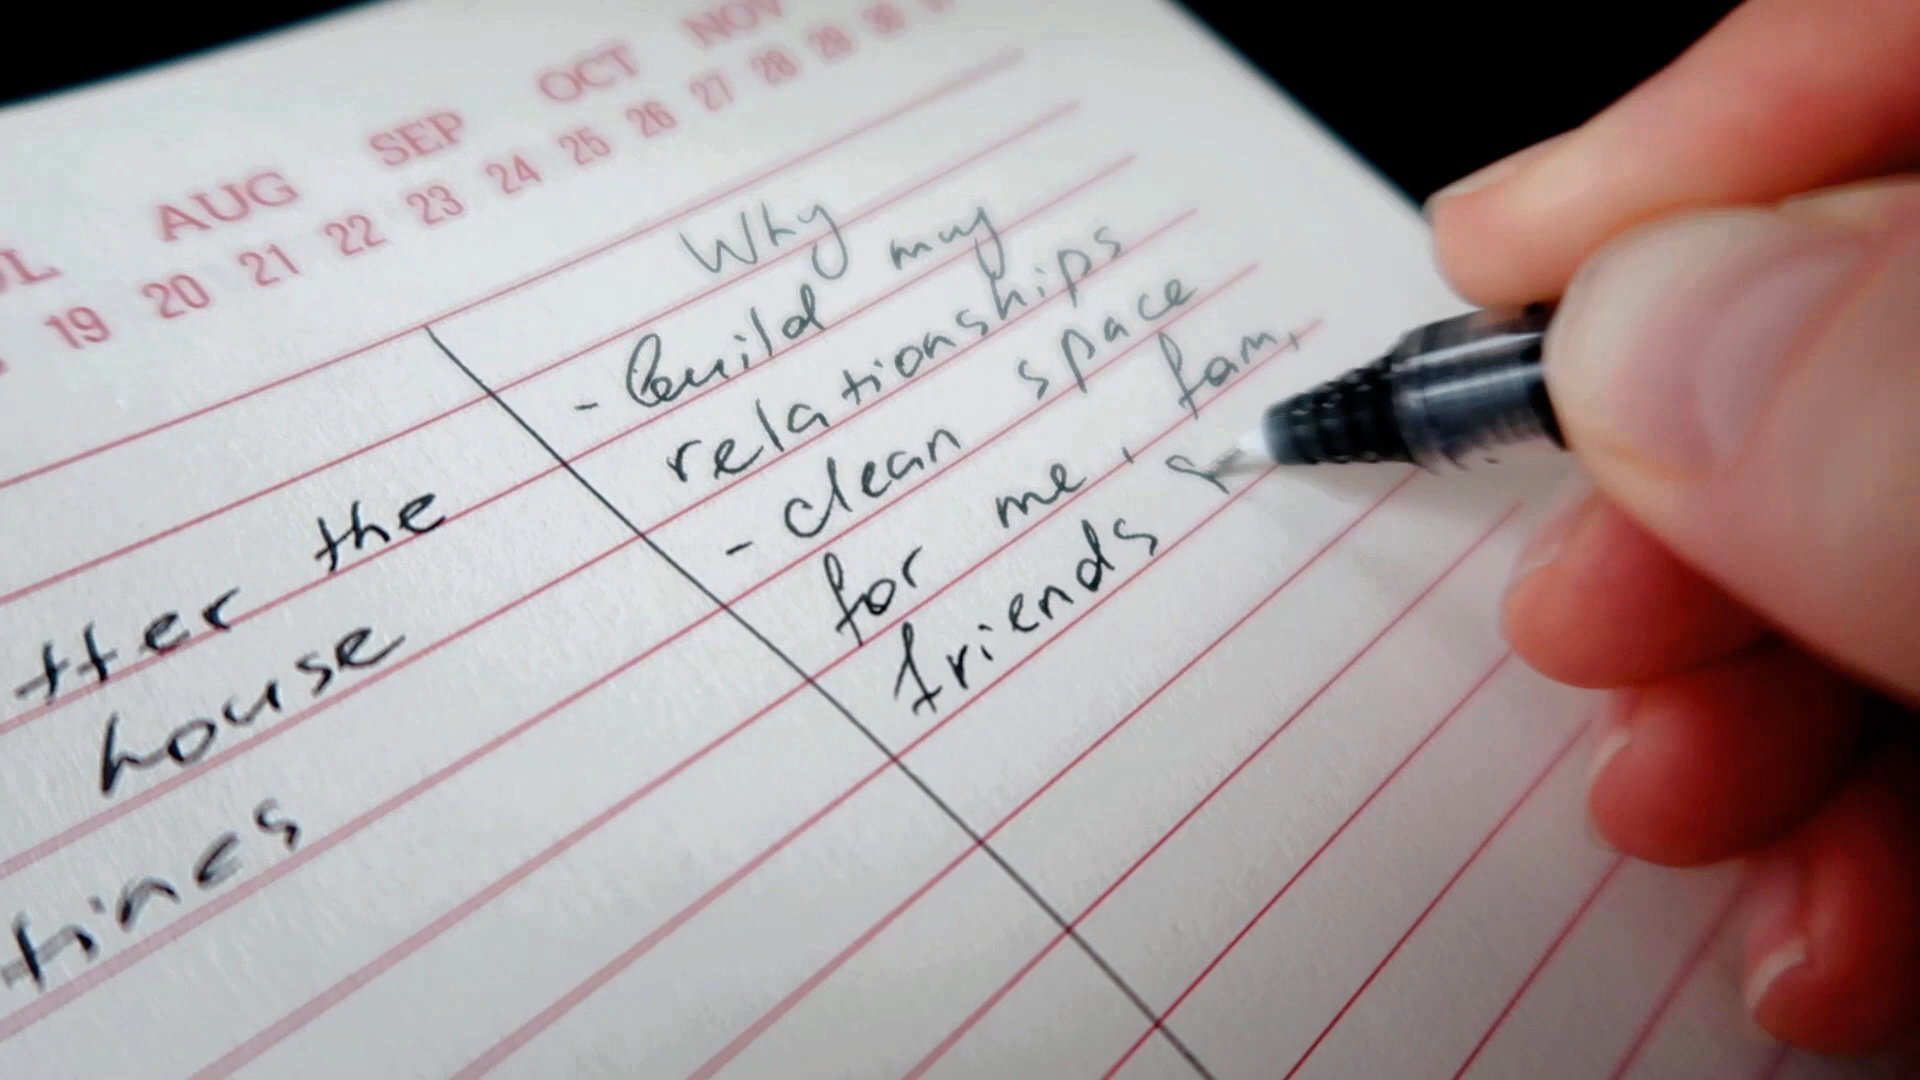 AUG SEP OCT NOV
19 20 21 22 23 24 25 26 27 28 29 30
Why
- build my
relationships
- clean space
for me, fam,
friends
the
house